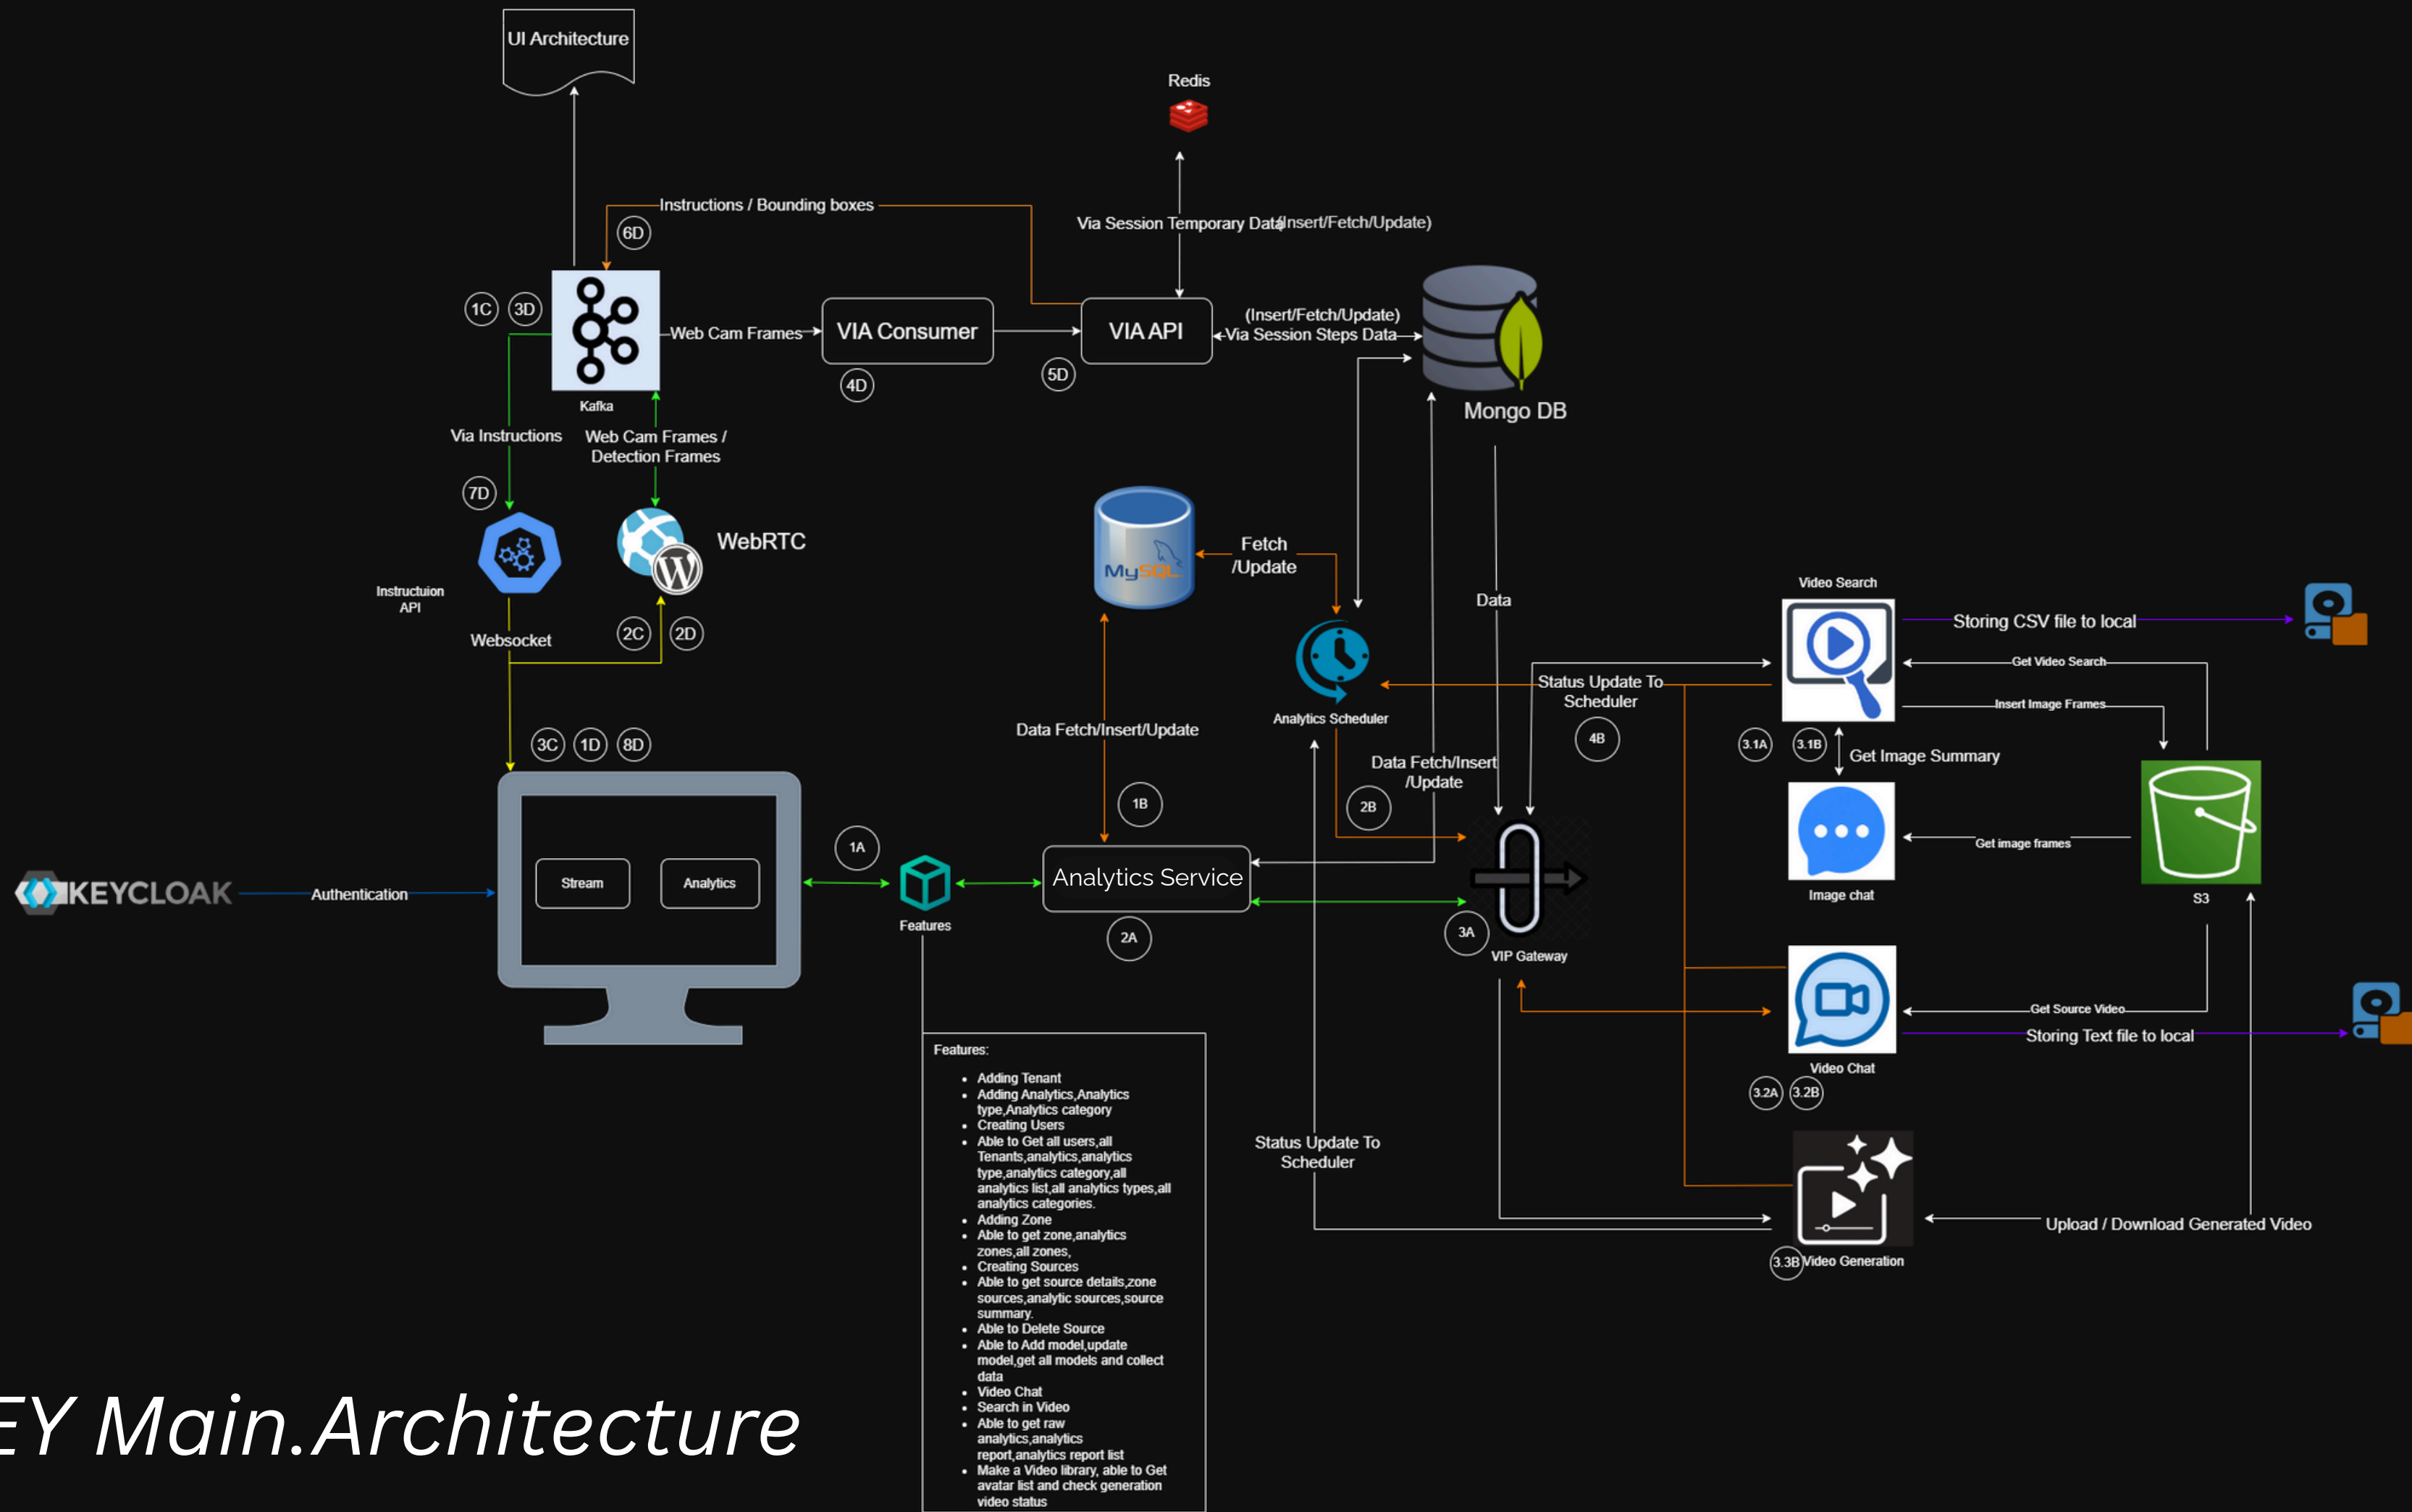 UI Architecture
Redis
Instructions / Bounding boxes
6D
Via Session Temporary Data
(Insert/Fetch/Update)
1C
3D
Kafka
Web Cam Frames
VIA Consumer
4D
VIA API
5D
(Insert/Fetch/Update)
Via Session Steps Data
Mongo DB
Via Instructions
Web Cam Frames /
Detection Frames
7D
Instructuion
API
WebRTC
W
Websocket
2C
2D
MySQL
Fetch
/Update
Data
Analytics Scheduler
Status Update To
Scheduler
4B
Video Search
Storing CSV file to local
Get Video Search
Insert Image Frames
3.1A
3.1B
Get Image Summary
3C
1D
8D
Data Fetch/Insert/Update
Data Fetch/Insert
/Update
1B
2B
KEYCLOAK
Authentication
Stream
Analytics
1A
Features
Analytics Service
2A
3A
VIP Gateway
Image chat
Get image frames
S3
Get Source Video
Storing Text file to local
Video Chat
3.2A
3.2B
Status Update To
Scheduler
Upload / Download Generated Video
3.3B
Video Generation
Features:
• Adding Tenant
• Adding Analytics,Analytics
type,Analytics category
• Creating Users
• Able to Get all users,all
Tenants,analytics,analytics
type,analytics category,all
analytics list,all analytics types,all
analytics categories.
• Adding Zone
• Able to get zone,analytics
zones,all zones,
• Creating Sources
• Able to get source details,zone
sources,analytic sources,source
summary.
• Able to Delete Source
• Able to Add model,update
model,get all models and collect
data
• Video Chat
• Search in Video
• Able to get raw
analytics,analytics
report,analytics report list
• Make a Video library, able to Get
avatar list and check generation
video status
EY Main.Architecture